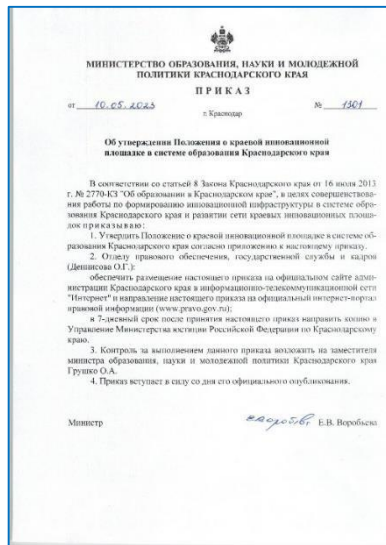 МИНИСТЕРСТВО ОБРАЗОВАНИЯ, НАУКИ И МОЛОДЕЖНОЙ
ПОЛИТИКИ КРАСНОДАРСКОГО КРАЯ
ПРИКАЗ
от 10.05.2023 № 1301
г. Краснодар
Об утверждении Положения о краевой инновационной
площадке в системе образования Краснодарского края
В соответствии со статьей 8 Закона Краснодарского края от 16 июля 2013
г. № 2770-КЗ "Об образовании в Краснодарском крае", в целях совершенствова-
ния работы по формированию инновационной инфраструктуры в системе обра-
зования Краснодарского края и развитии сети краевых инновационных площа-
док приказываю:
1. Утвердить Положение о краевой инновационной площадке в системе об-
разования Краснодарского края согласно приложению к настоящему приказу.
2. Отделу правового обеспечения, государственной службы и кадров
(Денисова О.Г.):
обеспечить размещение настоящего приказа на официальном сайте адми-
нистрации Краснодарского края в информационно-телекоммуникационной сети
"Интернет" и направление настоящего приказа на официальный интернет-портал
правовой информации (www.pravo.gov.ru);
в 7-дневный срок после принятия настоящего приказа направить копию в
Управление Министерства юстиции Российской Федерации по Краснодарскому
краю.
3. Контроль за выполнением данного приказа возложить на заместителя
министра образования, науки и молодежной политики Краснодарского края
Грушко О.А.
4. Приказ вступает в силу со дня его официального опубликования.
Министр Е.В. Воробьева